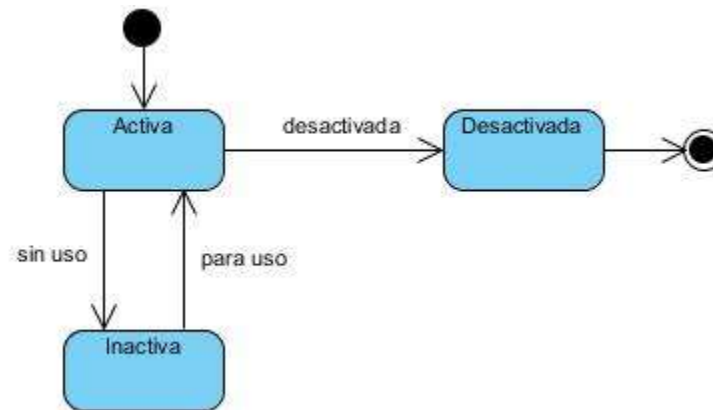 Activa
desactivada
Desactivada
sin uso
para uso
Inactiva